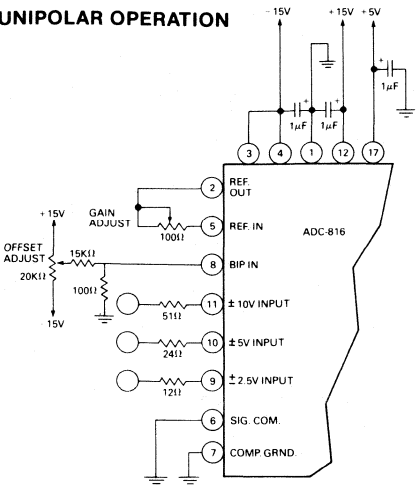 UNIPOLAR OPERATION
- 15V
+ 15V
+ 5V
+
1µF
+
1µF
+
1µF
3
4
1
12
17
2
REF.
OUT
GAIN
ADJUST
100Ω
5
REF. IN
ADC-816
+ 15V
OFFSET
ADJUST
20KΩ
15KΩ
8
BIP IN
100Ω
- 15V
11
± 10V INPUT
51Ω
10
± 5V INPUT
24Ω
9
± 2.5V INPUT
12Ω
6
SIG. COM.
7
COMP. GRND.